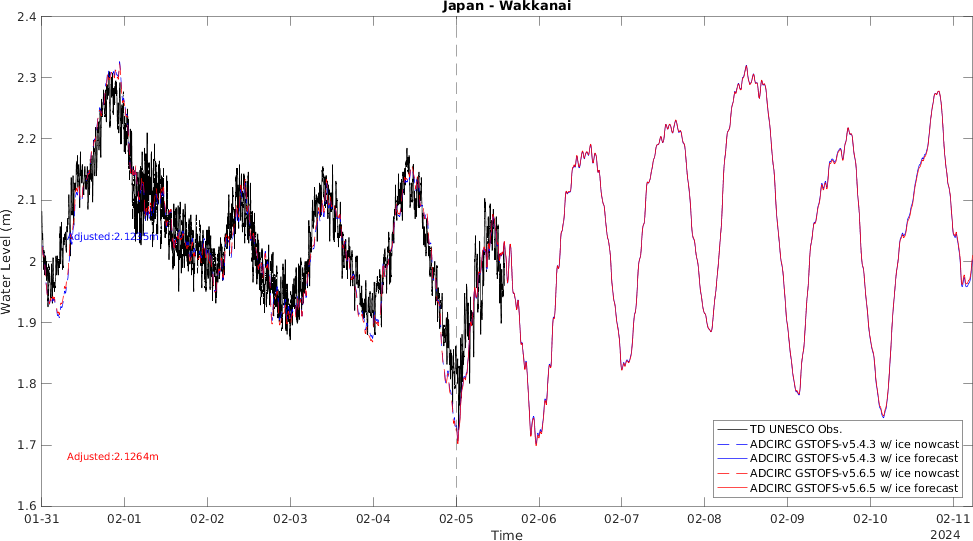 Japan - Wakkanai
2.4
2.3
2.2
2.1
2
1.9
1.8
1.7
1.6
Water Level (m)
Adjusted:2.1235m
Adjusted:2.1264m
TD UNESCO Obs.
ADCIRC GSTOFS-v5.4.3 w/ ice nowcast
ADCIRC GSTOFS-v5.4.3 w/ ice forecast
ADCIRC GSTOFS-v5.6.5 w/ ice nowcast
ADCIRC GSTOFS-v5.6.5 w/ ice forecast
01-31 02-01 02-02 02-03 02-04 02-05 02-06 02-07 02-08 02-09 02-10 02-11
Time
2024